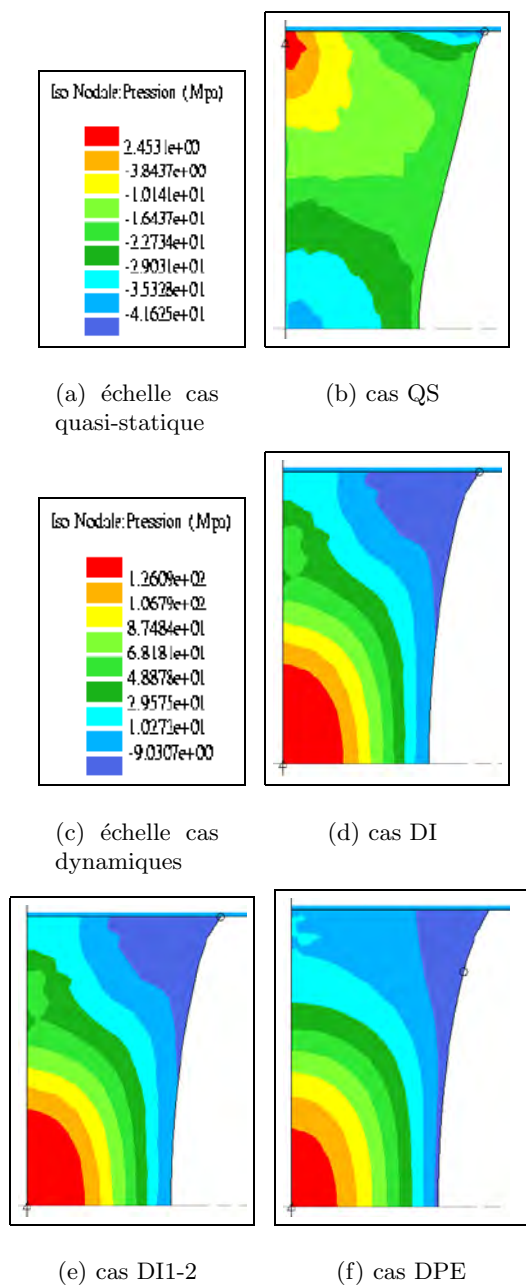 Iso Nodale:Pression (Mpa)
2.4531e+00
-3.8437e+00
-1.0141e+01
-1.6437e+01
-2.2734e+01
-2.9031e+01
-3.5328e+01
-4.1625e+01
(a) échelle cas
quasi-statique
(b) cas QS
Iso Nodale:Pression (Mpa)
1.2609e+02
1.0679e+02
8.7484e+01
6.8181e+01
4.8878e+01
2.9575e+01
1.0272e+01
-9.0307e+00
(c) échelle cas
dynamiques
(d) cas DI
(e) cas DI1-2
(f) cas DPE